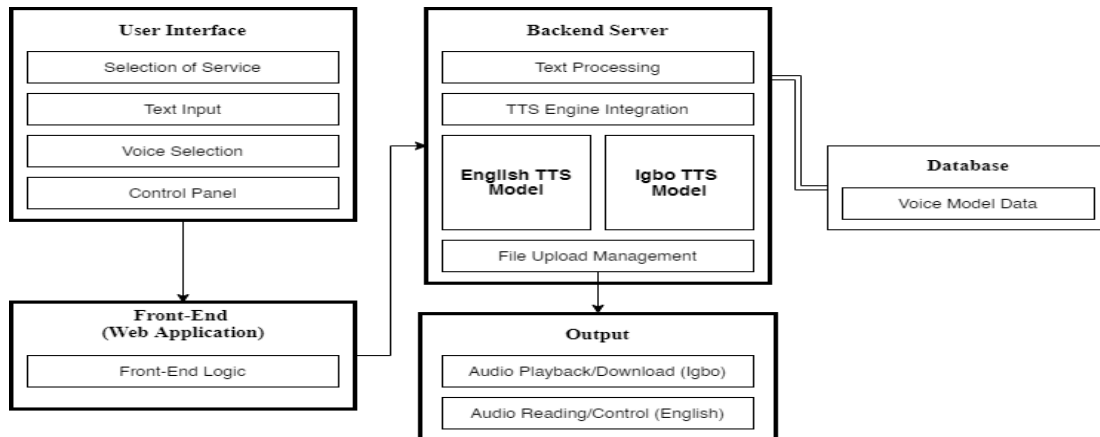 User Interface
Selection of Service
Text Input
Voice Selection
Control Panel
Front-End
(Web Application)
Front-End Logic
Backend Server
Text Processing
TTS Engine Integration
English TTS
Model
Igbo TTS
Model
File Upload Management
Output
Audio Playback/Download (Igbo)
Audio Reading/Control (English)
Database
Voice Model Data